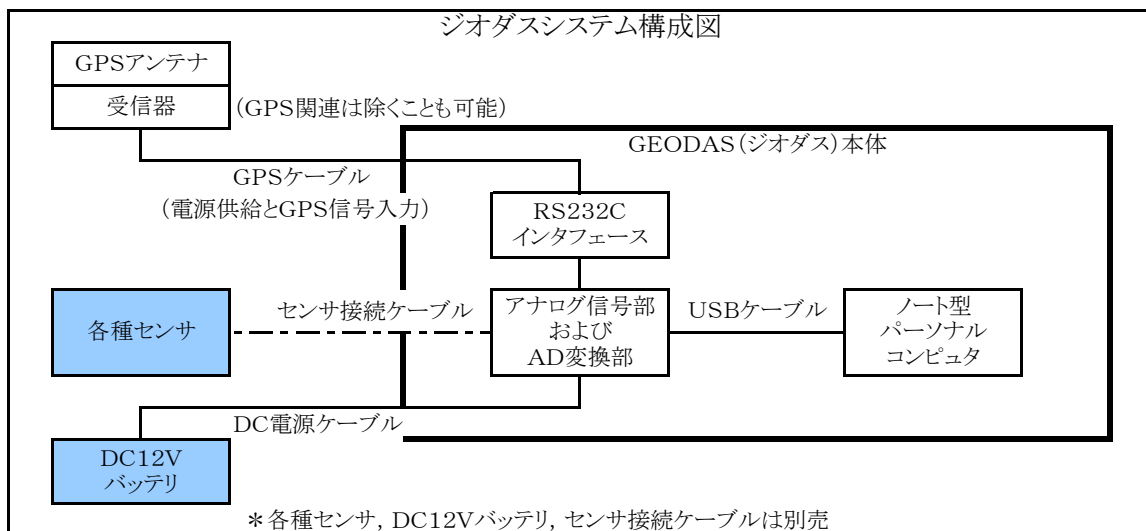 ジオダスシステム構成図
GPSアンテナ
受信器
（GPS関連は除くことも可能）
GEODAS（ジオダス）本体
GPSケーブル
（電源供給とGPS信号入力）
RS232C
インタフェース
各種センサ
センサ接続ケーブル
アナログ信号部
および
AD変換部
USBケーブル
ノート型
パーソナル
コンピュタ
DC電源ケーブル
DC12V
バッテリ
＊各種センサ，DC12Vバッテリ，センサ接続ケーブルは別売